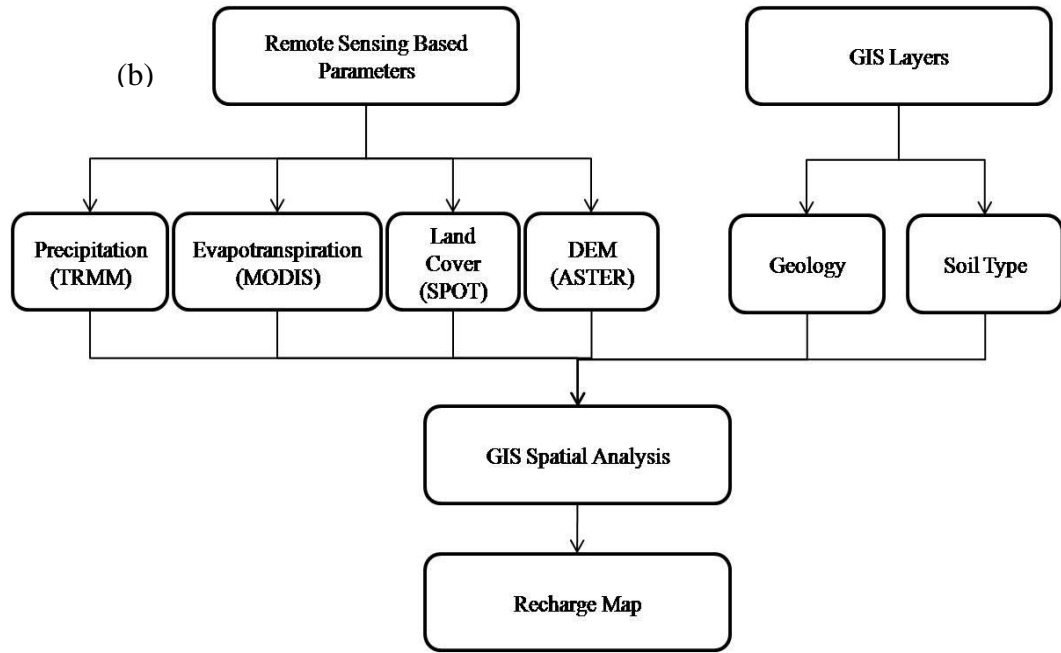 (b)
Remote Sensing Based
Parameters
GIS Layers
Precipitation
(TRMM)
Evapotranspiration
(MODIS)
Land
Cover
(SPOT)
DEM
(ASTER)
Geology
Soil Type
GIS Spatial Analysis
Recharge Map